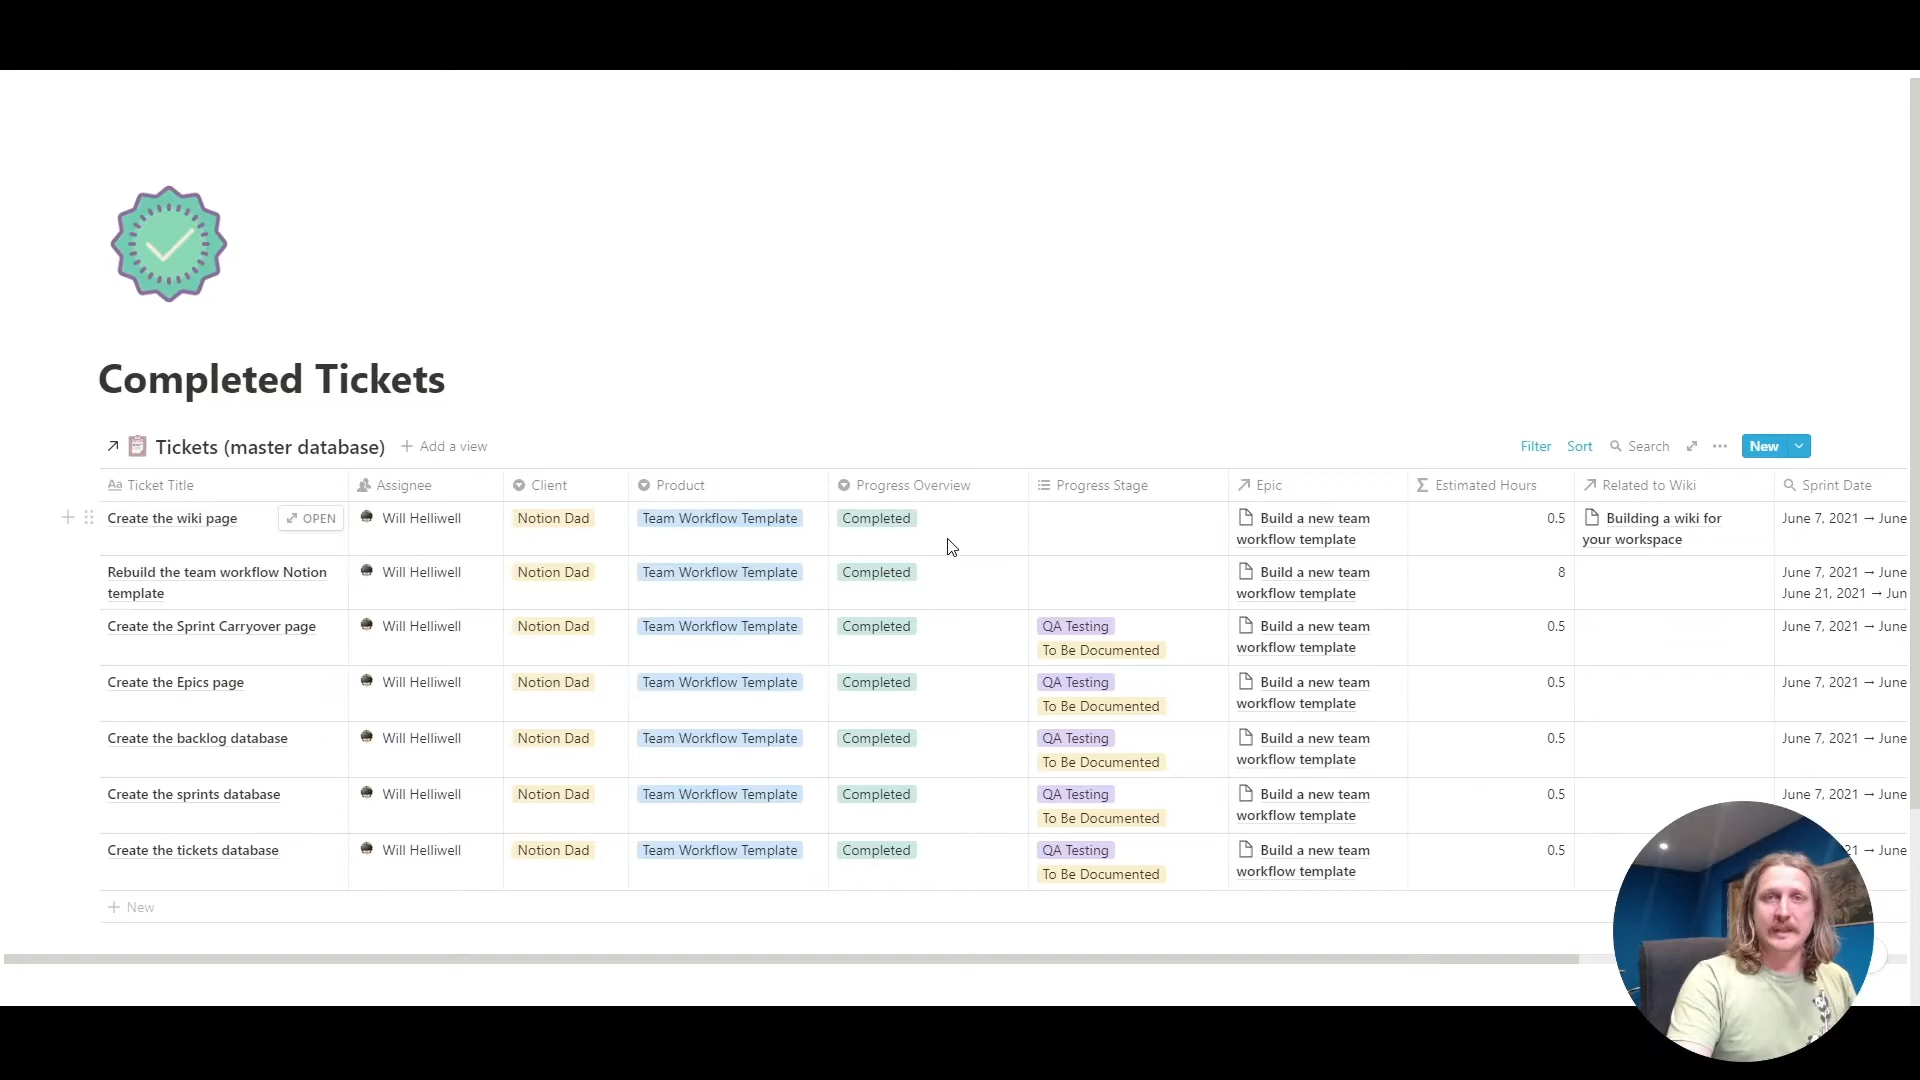 Completed Tickets
Tickets (master database) + Add a view
Filter Sort Search ••• New
Aa Ticket Title Assignee Client Product Progress Overview Progress Stage Epic Estimated Hours Related to Wiki Sprint Date
Create the wiki page OPEN Will Helliwell Notion Dad Team Workflow Template Completed Build a new team 0.5 Building a wiki for June 7, 2021 → June
workflow template your workspace
Rebuild the team workflow Notion Will Helliwell Notion Dad Team Workflow Template Completed Build a new team 8 June 7, 2021 → June
template workflow template June 21, 2021 → Jun
Create the Sprint Carryover page Will Helliwell Notion Dad Team Workflow Template Completed QA Testing Build a new team 0.5 June 7, 2021 → June
To Be Documented workflow template
Create the Epics page Will Helliwell Notion Dad Team Workflow Template Completed QA Testing Build a new team 0.5 June 7, 2021 → June
To Be Documented workflow template
Create the backlog database Will Helliwell Notion Dad Team Workflow Template Completed QA Testing Build a new team 0.5 June 7, 2021 → June
To Be Documented workflow template
Create the sprints database Will Helliwell Notion Dad Team Workflow Template Completed QA Testing Build a new team 0.5 June 7, 2021 → June
To Be Documented workflow template
Create the tickets database Will Helliwell Notion Dad Team Workflow Template Completed QA Testing Build a new team 0.5 21 → June
To Be Documented workflow template
+ New